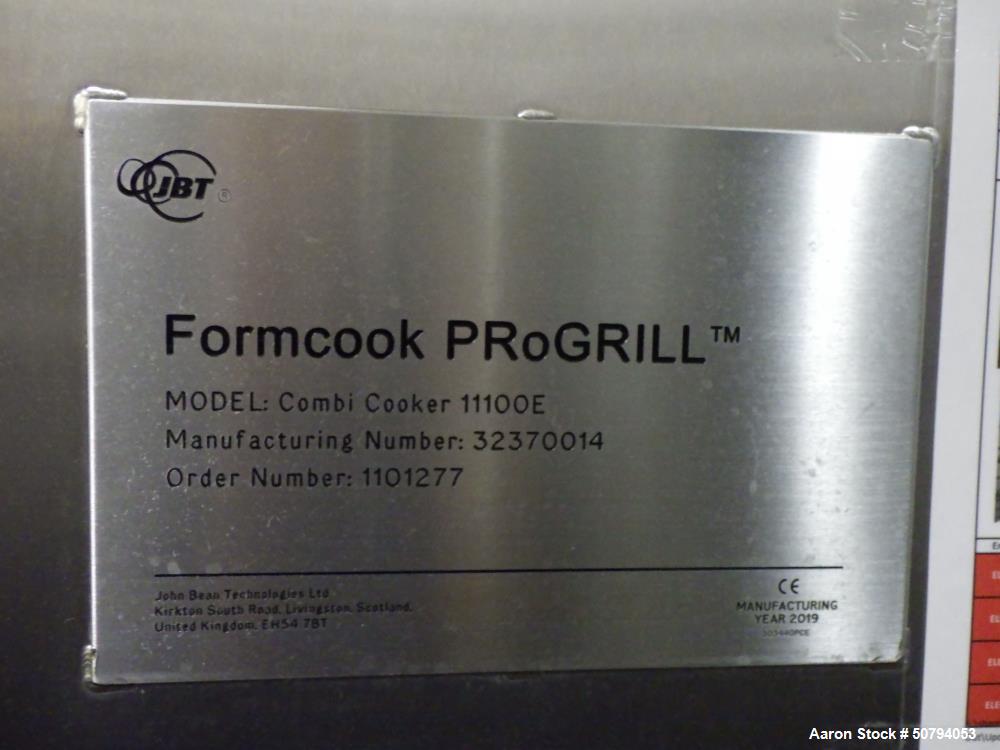 JBT ®
Formcook PRoGRILL™
MODEL: Combi Cooker 11100E
Manufacturing Number: 32370014
Order Number: 1101277
John Bean Technologies Ltd
Kirkton South Road, Livingston, Scotland,
United Kingdom, EH54 7BT
CE
MANUFACTURING
YEAR 2019
Aaron Stock # 50794053